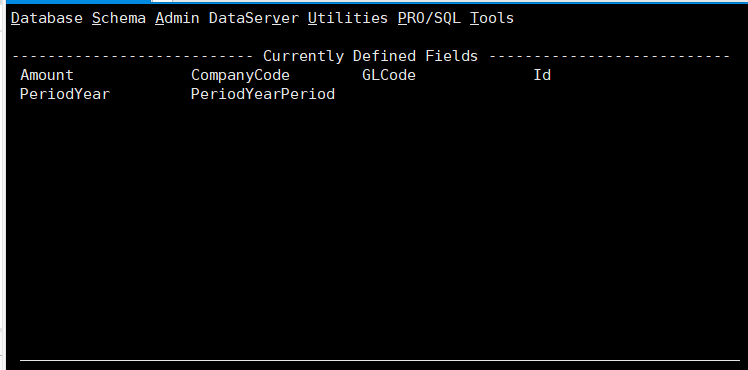 Database Schema Admin DataServer Utilities PRO/SQL Tools
--------------------------- Currently Defined Fields ---------------------------
Amount CompanyCode GLCode Id
PeriodYear PeriodYearPeriod